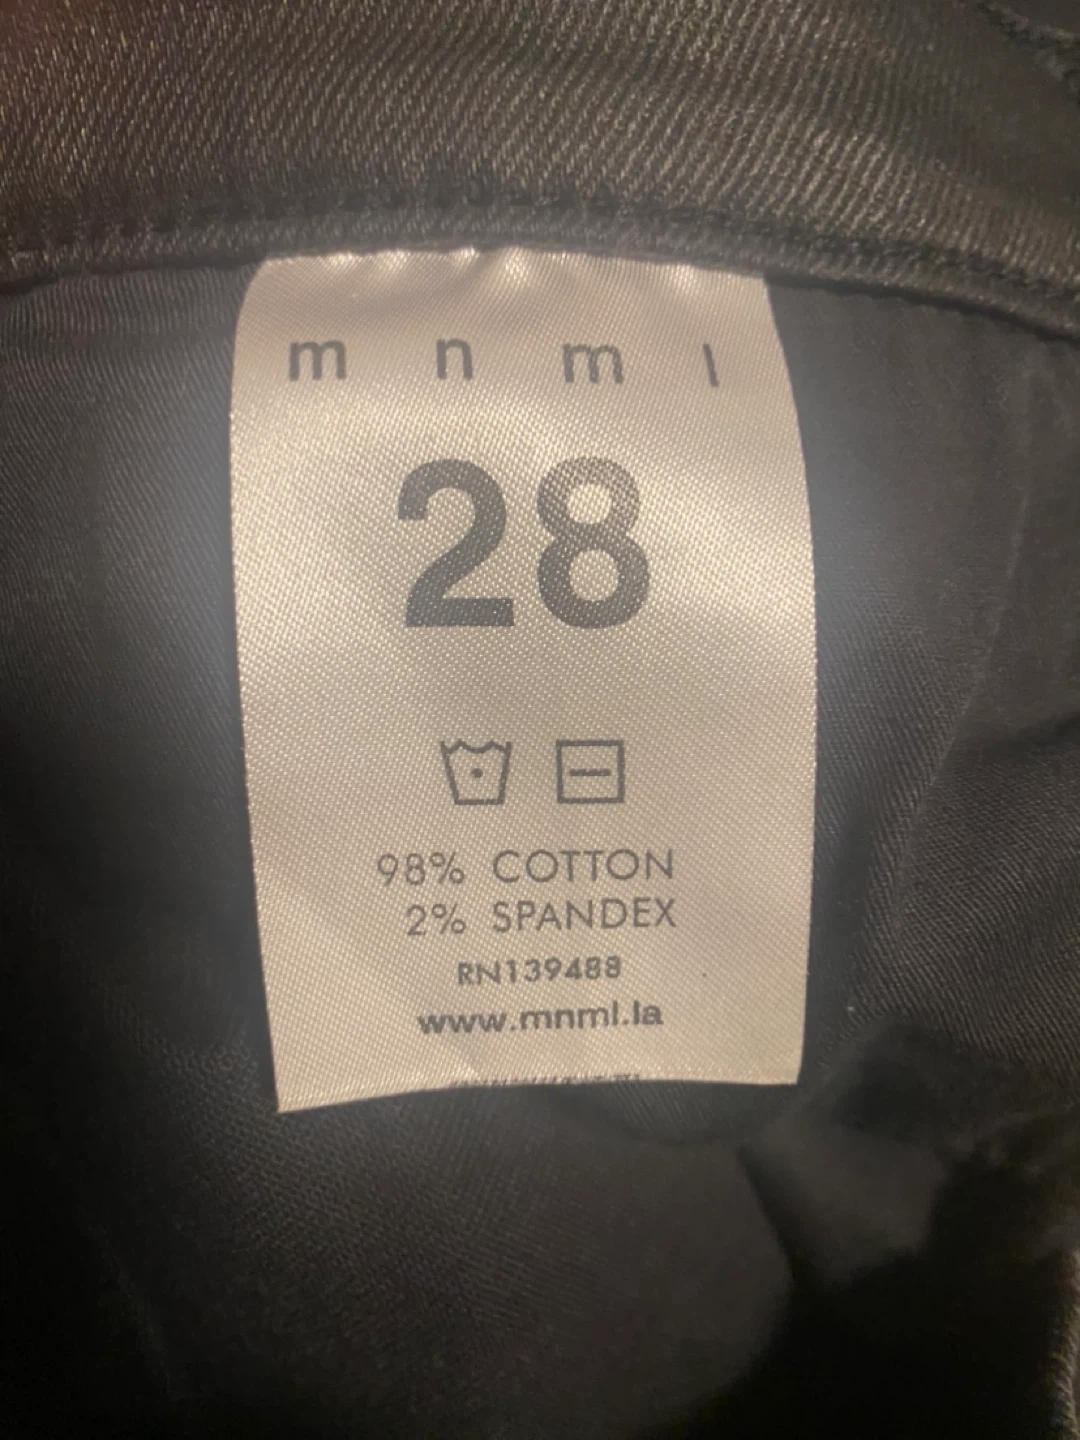 m n m l
28
98% COTTON
2% SPANDEX
RN139488
www.mnml.la